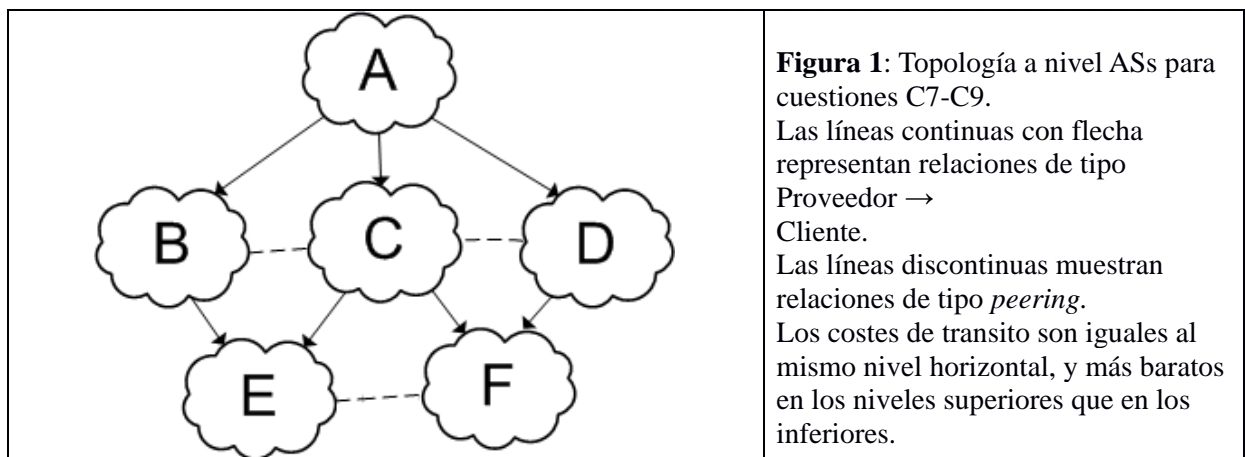 A
B
C
D
E
F
Figura 1: Topología a nivel ASs para
cuestiones C7-C9.
Las líneas continuas con flecha
representan relaciones de tipo
Proveedor →
Cliente.
Las líneas discontinuas muestran
relaciones de tipo peering.
Los costes de transito son iguales al
mismo nivel horizontal, y más baratos
en los niveles superiores que en los
inferiores.